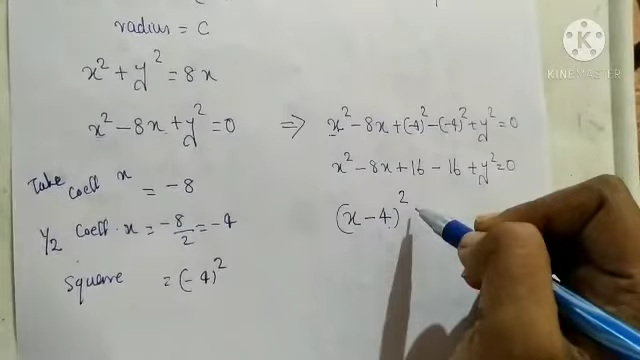 radius = C
x² + y² = 8x
x² - 8x + y² = 0
Take coeff x = -8
1/2 coeff. x = -8/2 = -4
square = (-4)²
⇒ x² - 8x + (-4)² - (-4)² + y² = 0
x² - 8x + 16 - 16 + y² = 0
(x - 4)²
KINEMASTER